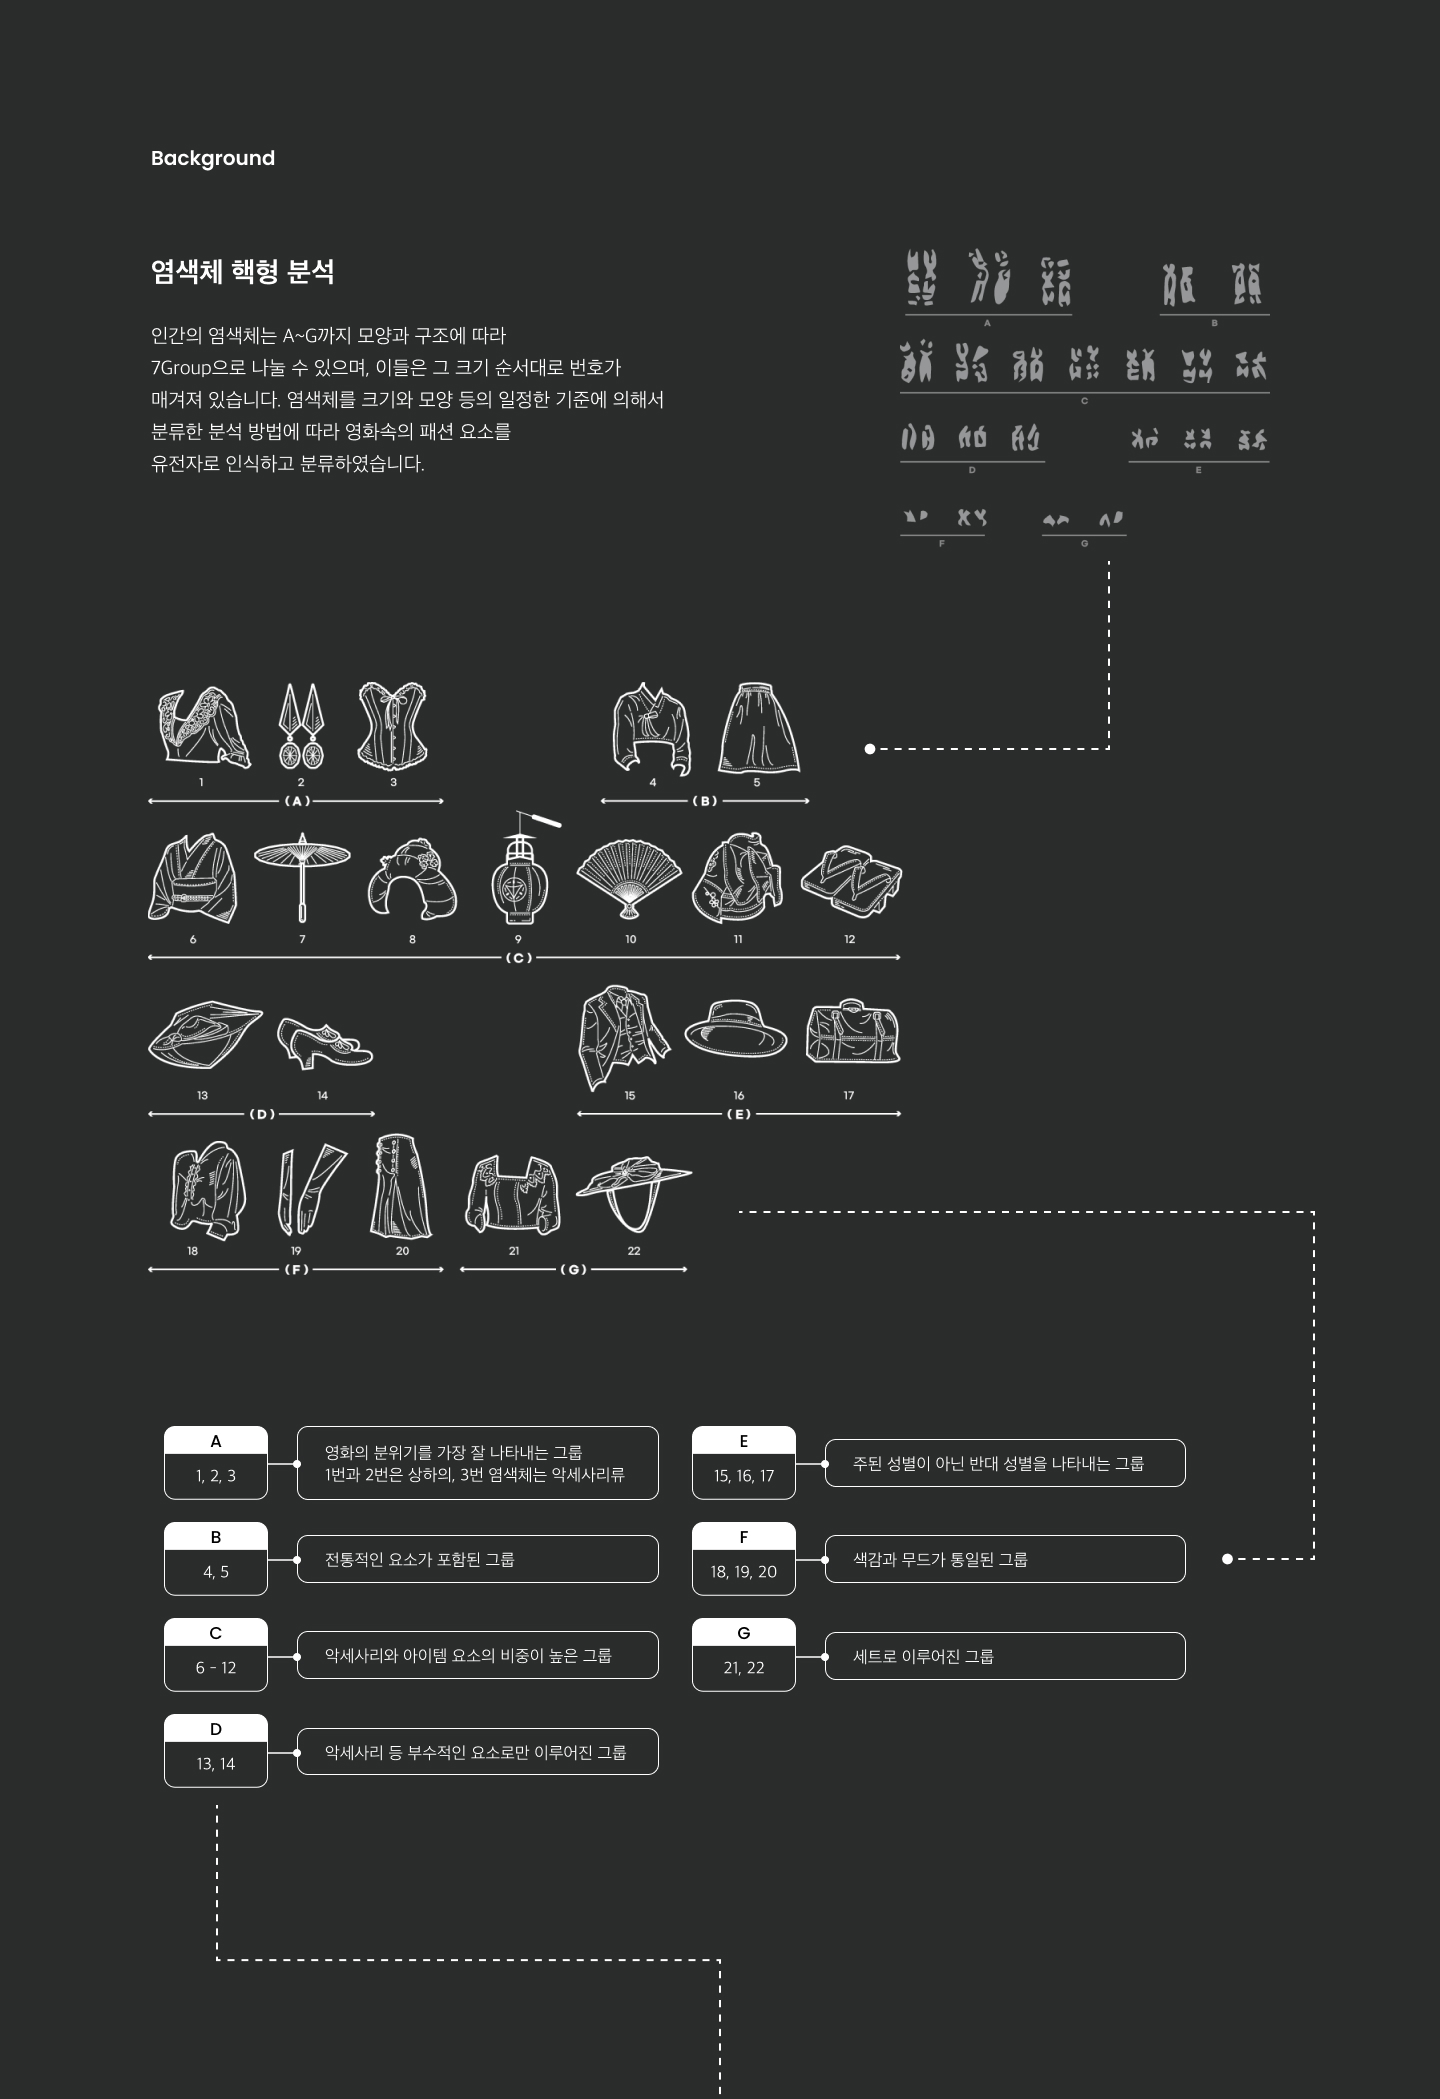 Background
염색체 핵형 분석
인간의 염색체는 A~G까지 모양과 구조에 따라
7Group으로 나눌 수 있으며, 이들은 그 크기 순서대로 번호가
매겨져 있습니다. 염색체를 크기와 모양 등의 일정한 기준에 의해서
분류한 분석 방법에 따라 영화속의 패션 요소를
유전자로 인식하고 분류하였습니다.
A B
C
D E
F G
1 2 3 4 5
(A) (B)
6 7 8 9 10 11 12
(C)
13 14 15 16 17
(D) (E)
18 19 20 21 22
(F) (G)
A
1, 2, 3
영화의 분위기를 가장 잘 나타내는 그룹
1번과 2번은 상하의, 3번 염색체는 악세사리류
B
4, 5
전통적인 요소가 포함된 그룹
C
6 - 12
악세사리와 아이템 요소의 비중이 높은 그룹
D
13, 14
악세사리 등 부수적인 요소로만 이루어진 그룹
E
15, 16, 17
주된 성별이 아닌 반대 성별을 나타내는 그룹
F
18, 19, 20
색감과 무드가 통일된 그룹
G
21, 22
세트로 이루어진 그룹